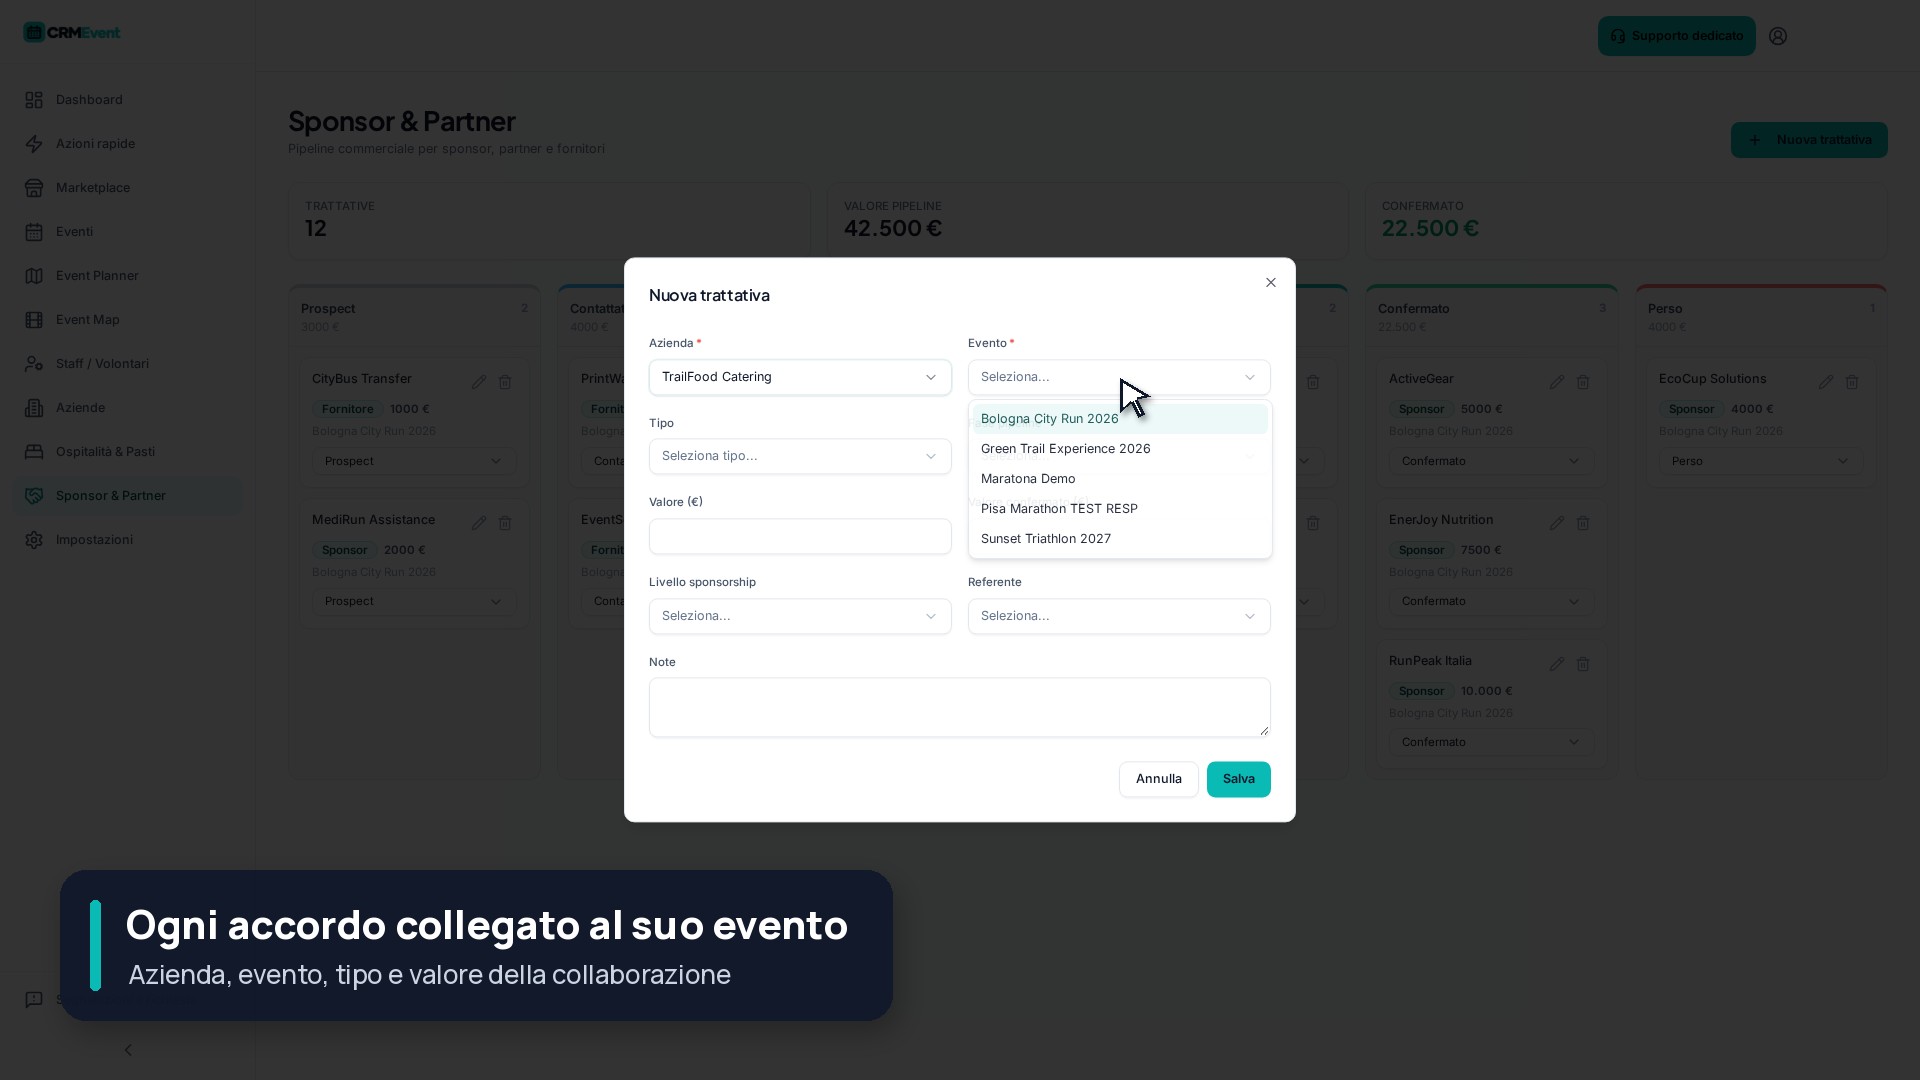 CRMEvent
Supporto dedicato
Dashboard
Azioni rapide
Marketplace
Eventi
Event Planner
Event Map
Staff / Volontari
Aziende
Ospitalità & Pasti
Sponsor & Partner
Impostazioni
Sponsor & Partner
Pipeline commerciale per sponsor, partner e fornitori
Nuova trattativa
TRATTATIVE
12
VALORE PIPELINE
42.500 €
CONFERMATO
22.500 €
Prospect
2
3000 €
CityBus Transfer
Fornitore 1000 €
Bologna City Run 2026
Prospect
MediRun Assistance
Sponsor 2000 €
Bologna City Run 2026
Prospect
4000 €
2
Confermato
3
22.500 €
ActiveGear
Sponsor 5000 €
Bologna City Run 2026
Confermato
EnerJoy Nutrition
Sponsor 7500 €
Bologna City Run 2026
Confermato
RunPeak Italia
Sponsor 10.000 €
Bologna City Run 2026
Confermato
Perso
1
4000 €
EcoCup Solutions
Sponsor 4000 €
Bologna City Run 2026
Perso
Nuova trattativa
Azienda *
TrailFood Catering
Evento *
Seleziona...
Bologna City Run 2026
Green Trail Experience 2026
Maratona Demo
Pisa Marathon TEST RESP
Sunset Triathlon 2027
Tipo
Seleziona tipo...
Valore (€)
Livello sponsorship
Seleziona...
Referente
Seleziona...
Note
Annulla
Salva
Ogni accordo collegato al suo evento
Azienda, evento, tipo e valore della collaborazione